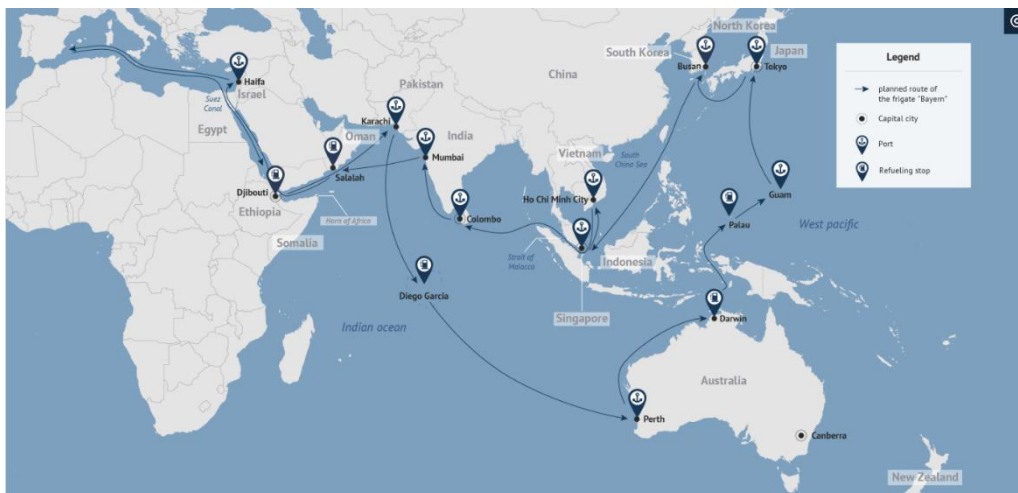 North Korea
South Korea
Japan
Busan
Tokyo
China
Haifa
Israel
Suez
Canal
Egypt
Pakistan
Karachi
Oman
India
Mumbai
Salalah
Djibouti
Ethiopia
Horn of Africa
Somalia
Colombo
Vietnam
South
China Sea
Ho Chi Minh City
Guam
Palau
West pacific
Strait of
Malacca
Indonesia
Singapore
Diego Garcia
Indian ocean
Darwin
Australia
Perth
Canberra
New Zealand
Legend
planned route of
the frigate "Bayern"
Capital city
Port
Refueling stop